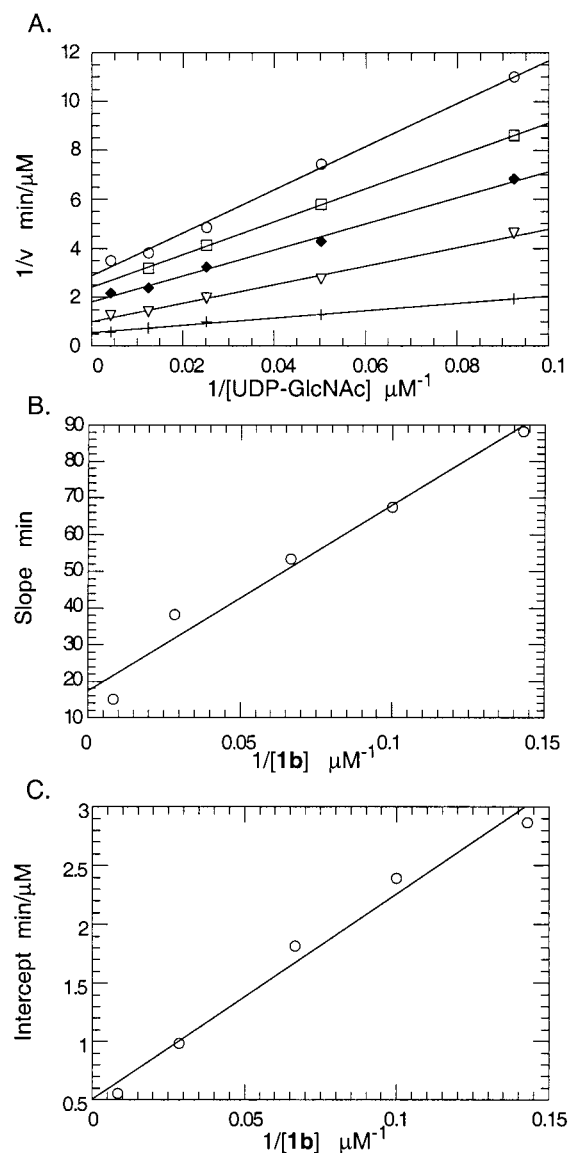 A.
12
10
8
6
4
2
0
1/v min/μM
0 0.02 0.04 0.06 0.08 0.1
1/[UDP-GlcNAc] μM⁻¹
B.
90
80
70
60
50
40
30
20
10
Slope min
0 0.05 0.1 0.15
1/[1b] μM⁻¹
C.
3
2.5
2
1.5
1
0.5
Intercept min/μM
0 0.05 0.1 0.15
1/[1b] μM⁻¹